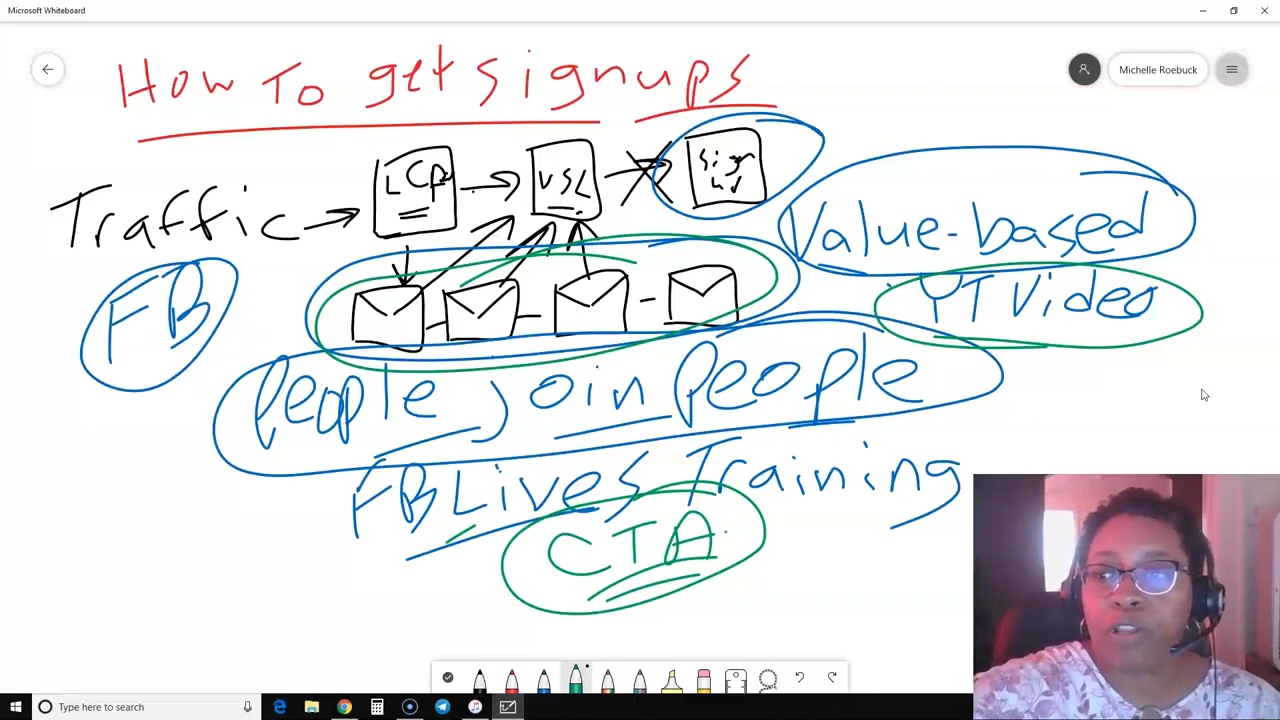 Microsoft Whiteboard
How To get signups
Michelle Roebuck
Traffic → LCP → VSL → Sign Up
Value-based
FB
YT Video
People join People
FB Lives Training
CTA
Type here to search